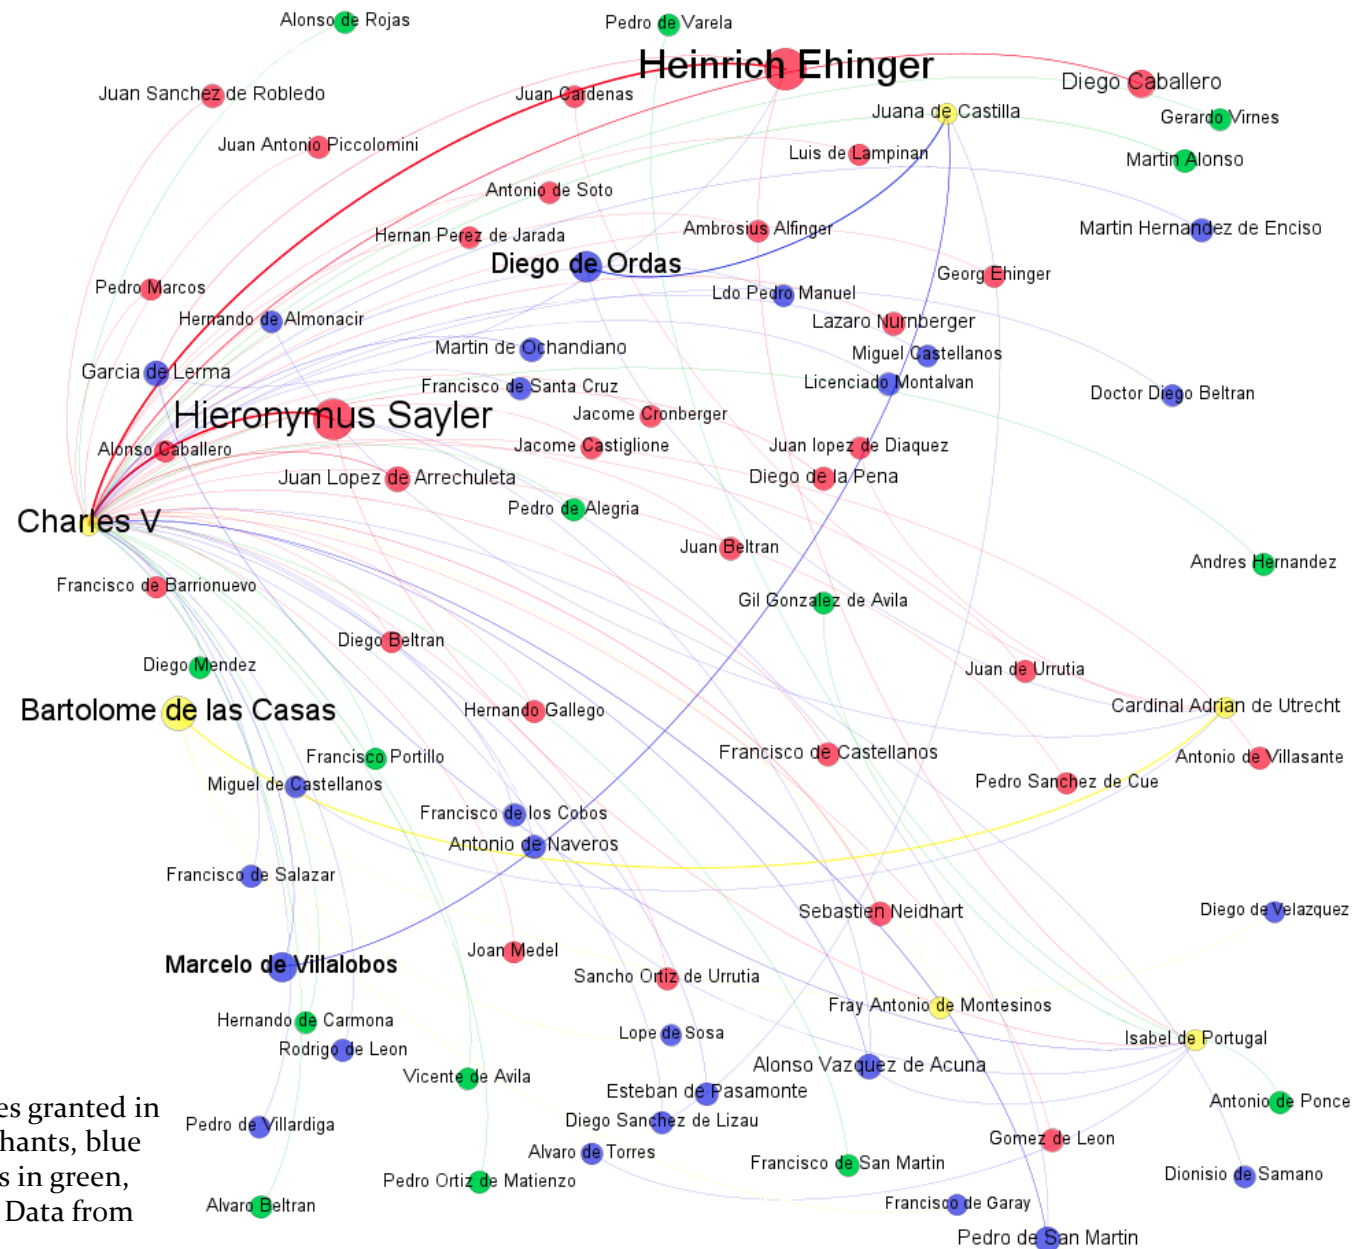 Alonso de Rojas
Pedro de Varela
Heinrich Ehinger
Diego Caballero
Juan Sanchez de Robledo
Juan Cardenas
Juana de Castilla
Gerardo Virnes
Juan Antonio Piccolomini
Luis de Lampinan
Martin Alonso
Antonio de Soto
Hernan Perez de Jarada
Ambrosius Alfinger
Martin Hernandez de Enciso
Diego de Ordas
Georg Ehinger
Pedro Marcos
Ldo Pedro Manuel
Hernando de Almonacir
Lazaro Nurnberger
Martin de Ochandiano
Miguel Castellanos
Garcia de Lerma
Francisco de Santa Cruz
Licenciado Montalvan
Doctor Diego Beltran
Hieronymus Sayler
Jacome Cronberger
Alonso Caballero
Jacome Castiglione
Juan lopez de Diaquez
Juan Lopez de Arrechuleta
Diego de la Pena
Pedro de Alegria
Charles V
Juan Beltran
Andres Hernandez
Francisco de Barrionuevo
Gil Gonzalez de Avila
Diego Beltran
Diego Mendez
Juan de Urrutia
Bartolome de las Casas
Hernando Gallego
Cardinal Adrian de Utrecht
Francisco Portillo
Francisco de Castellanos
Antonio de Villasante
Miguel de Castellanos
Pedro Sanchez de Cue
Francisco de los Cobos
Antonio de Naveros
Francisco de Salazar
Sebastien Neidhart
Diego de Velazquez
Joan Medel
Marcelo de Villalobos
Sancho Ortiz de Urrutia
Fray Antonio de Montesinos
Hernando de Carmona
Lope de Sosa
Isabel de Portugal
Rodrigo de Leon
Vicente de Avila
Alonso Vazquez de Acuna
Esteban de Pasamonte
Antonio de Ponce
es granted in
Pedro de Villardiga
Diego Sanchez de Lizau
hants, blue
Gomez de Leon
Alvaro de Torres
Francisco de San Martin
s in green,
Pedro Ortiz de Matienzo
Dionisio de Samano
Data from
Alvaro Beltran
Francisco de Garay
Pedro de San Martin